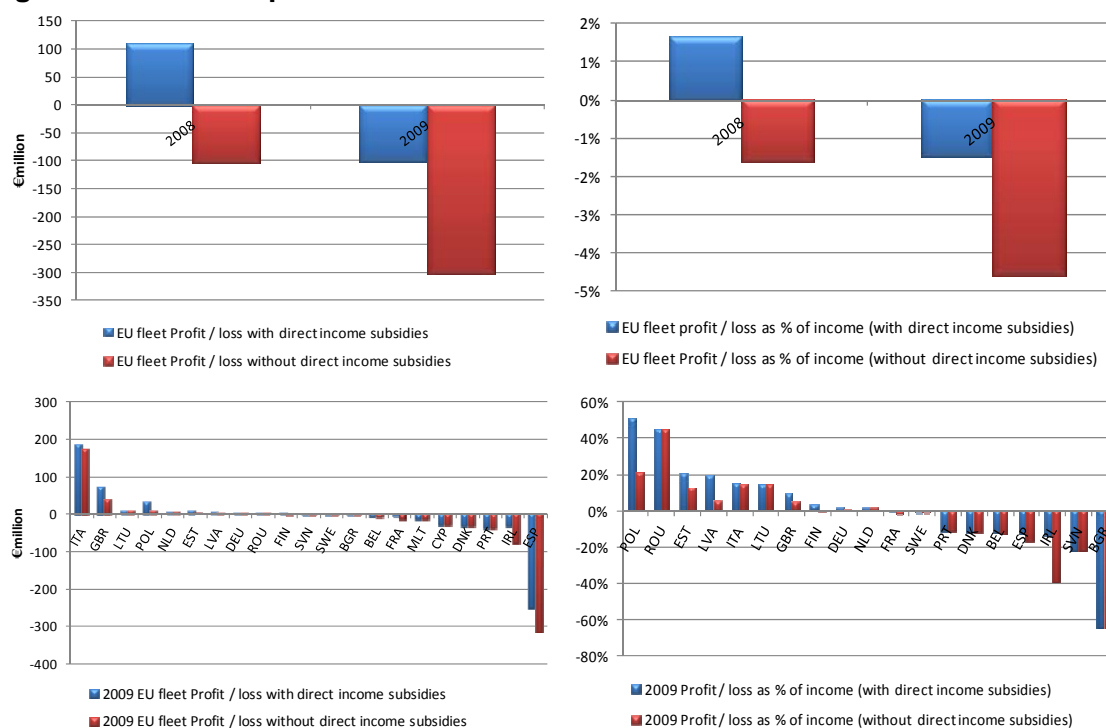 150
100
50
0
-50
-100
-150
-200
-250
-300
-350
€million
2008
2009
EU fleet Profit / loss with direct income subsidies
EU fleet Profit / loss without direct income subsidies
2%
1%
0%
-1%
-2%
-3%
-4%
-5%
2008
2009
EU fleet profit / loss as % of income (with direct income subsidies)
EU fleet Profit / loss as % of income (without direct income subsidies)
300
200
100
0
-100
-200
-300
-400
€million
ITA
GBR
LTU
POL
NLD
EST
LVA
DEU
ROU
FIN
SVN
SWE
BGR
BEL
FRA
MLT
CYP
DNK
PRT
IRL
ESP
2009 EU fleet Profit / loss with direct income subsidies
2009 EU fleet Profit / loss without direct income subsidies
60%
40%
20%
0%
-20%
-40%
-60%
-80%
POL
ROU
EST
LVA
ITA
LTU
GBR
FIN
DEU
NLD
FRA
SWE
PRT
DNK
BEL
ESP
IRL
SVN
BGR
2009 Profit/ loss as % of income (with direct income subsidies)
2009 Profit/ loss as % of income (without direct income subsidies)